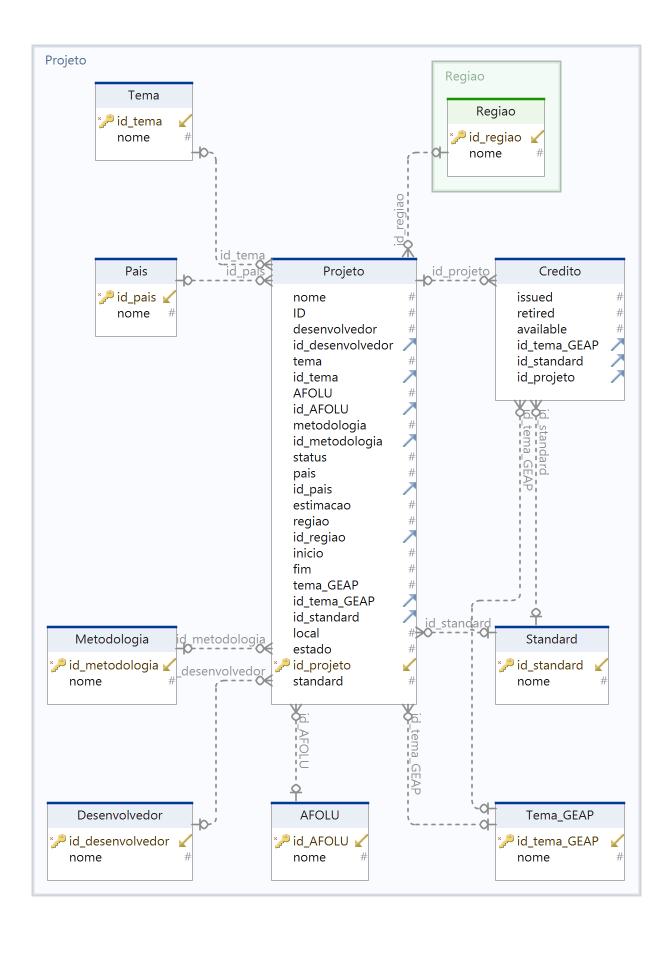 Projeto
Regiao
Tema
id_tema
nome #
Regiao
id_regiao
nome #
id_regiao
id_tema
id_pais
id_projeto
Pais
id_pais
nome #
Projeto
nome #
ID #
desenvolvedor #
id_desenvolvedor
tema #
id_tema
AFOLU #
id_AFOLU
metodologia #
id_metodologia
status #
pais #
id_pais
estimacao #
regiao #
id_regiao
inicio #
fim #
tema_GEAP #
id_tema_GEAP
id_standard
local #
estado #
id_projeto
standard #
Credito
issued #
retired #
available #
id_tema_GEAP
id_standard
id_projeto
id_tema_GEAP
id_standard
id_standard
id_metodologia
_desenvolvedor
Metodologia
id_metodologia
nome #
Standard
id_standard
nome
id_AFOLU
id_tema_GEAP
Desenvolvedor
id_desenvolvedor
nome #
AFOLU
id_AFOLU
nome #
Tema_GEAP
id_tema_GEAP
nome #